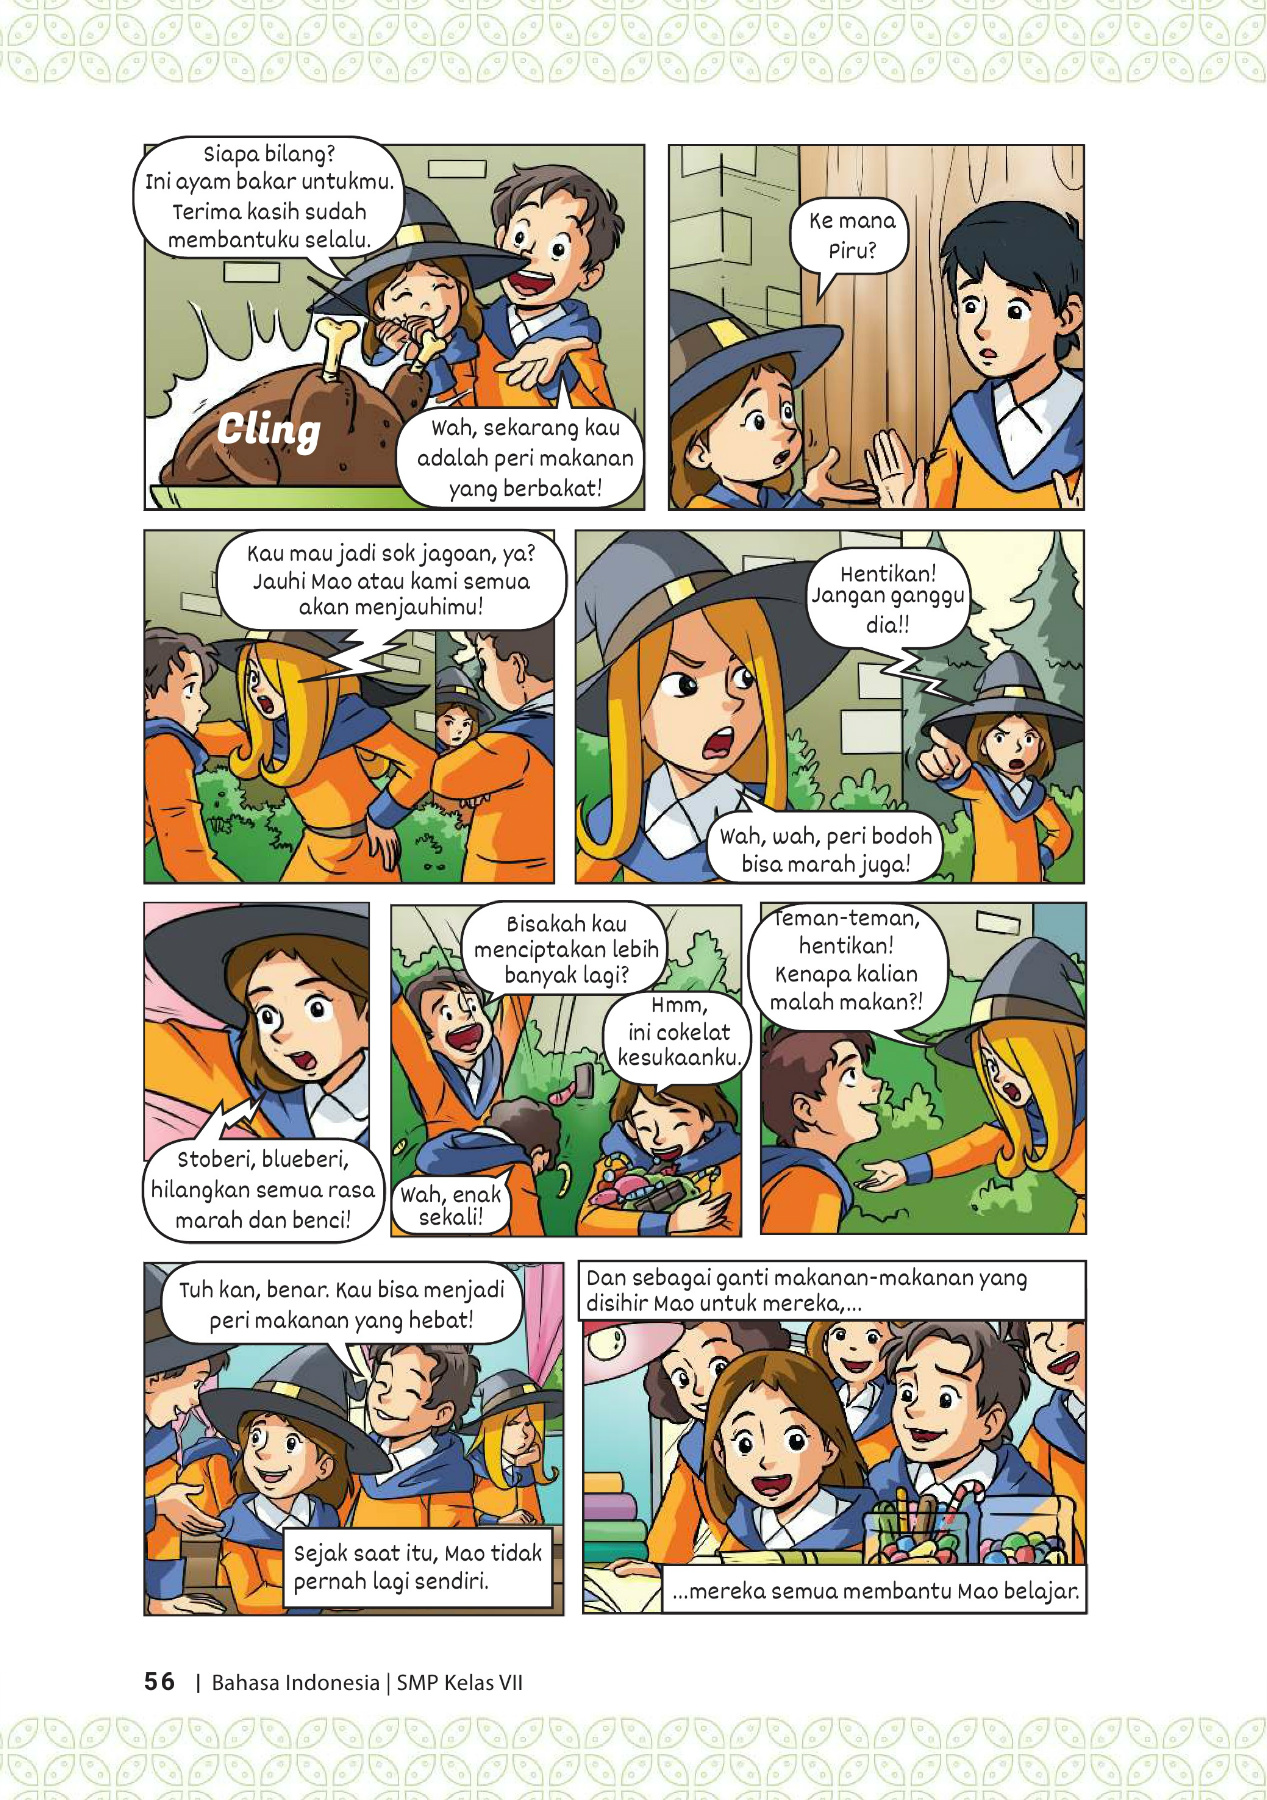 Siapa bilang?
Ini ayam bakar untukmu.
Terima kasih sudah
membantuku selalu.
Cling
Wah, sekarang kau
adalah peri makanan
yang berbakat!
Ke mana
Piru?
Kau mau jadi sok jagoan, ya?
Jauhi Mao atau kami semua
akan menjauhimu!
Hentikan!
Jangan ganggu
dia!!
Wah, wah, peri bodoh
bisa marah juga!
Stoberi, blueberi,
hilangkan semua rasa
marah dan benci!
Bisakah kau
menciptakan lebih
banyak lagi?
Hmm,
ini cokelat
kesukaanku.
Wah, enak
sekali!
Teman-teman,
hentikan!
Kenapa kalian
malah makan?!
Tuh kan, benar. Kau bisa menjadi
peri makanan yang hebat!
Sejak saat itu, Mao tidak
pernah lagi sendiri.
Dan sebagai ganti makanan-makanan yang
disihir Mao untuk mereka,...
...mereka semua membantu Mao belajar.
56 | Bahasa Indonesia | SMP Kelas VII